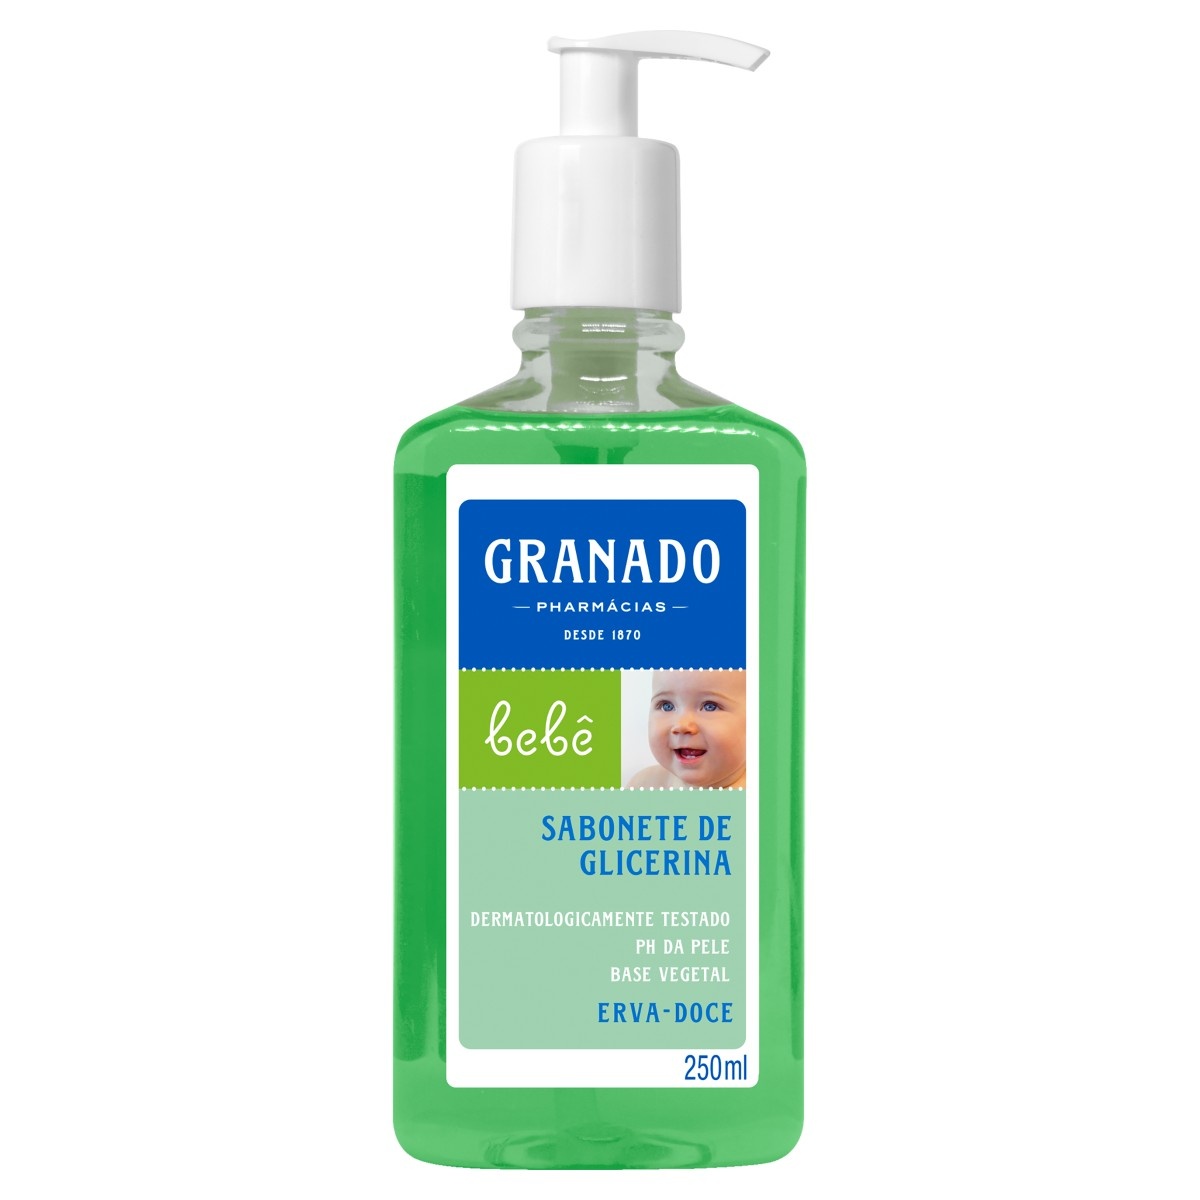 GRANADO
PHARMÁCIAS
DESDE 1870
bebê
SABONETE DE
GLICERINA
DERMATOLOGICAMENTE TESTADO
PH DA PELE
BASE VEGETAL
ERVA-DOCE
250ml